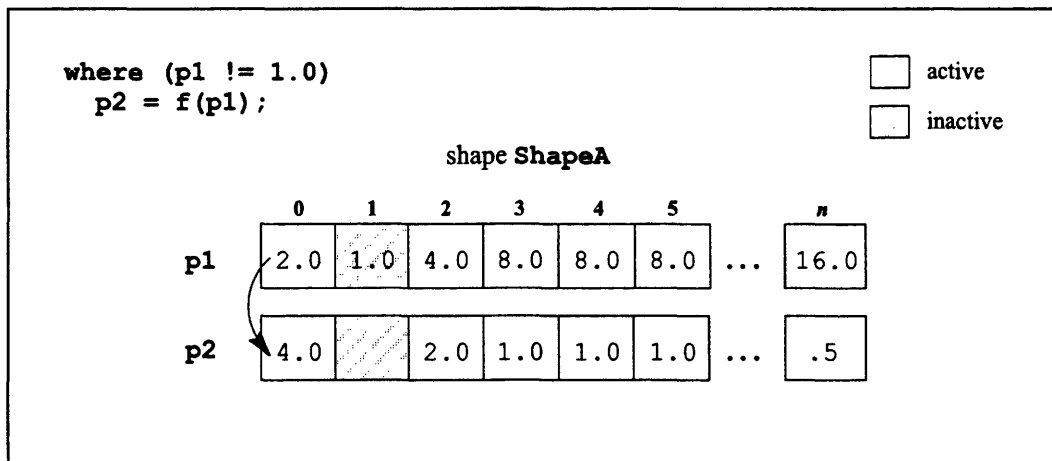 where (p1 != 1.0)
p2 = f(p1);
active
inactive
shape ShapeA
0 1 2 3 4 5 n
p1 2.0 1.0 4.0 8.0 8.0 8.0 ... 16.0
p2 4.0 2.0 1.0 1.0 1.0 ... .5